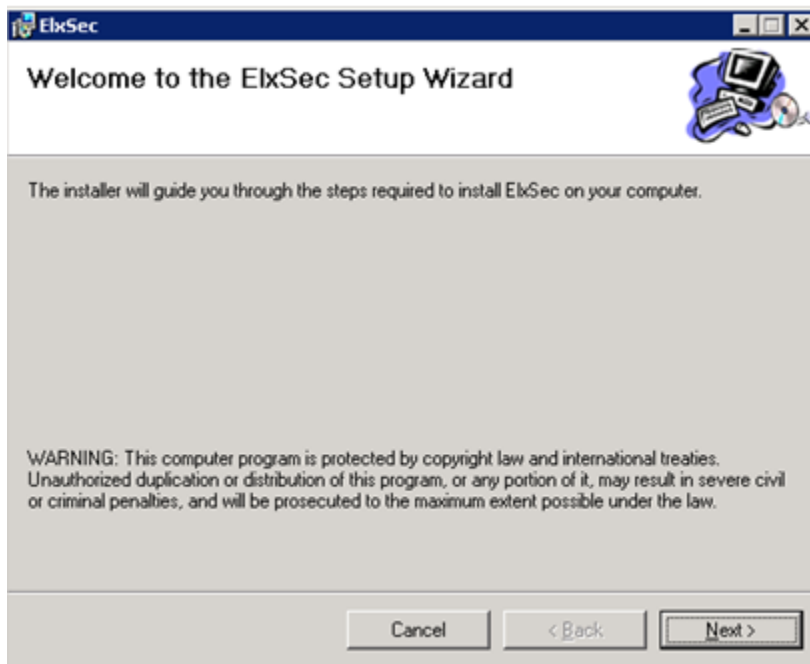 ElxSec
Welcome to the ElxSec Setup Wizard
The installer will guide you through the steps required to install ElxSec on your computer.
WARNING: This computer program is protected by copyright law and international treaties.
Unauthorized duplication or distribution of this program, or any portion of it, may result in severe civil
or criminal penalties, and will be prosecuted to the maximum extent possible under the law.
Cancel
< Back
Next >